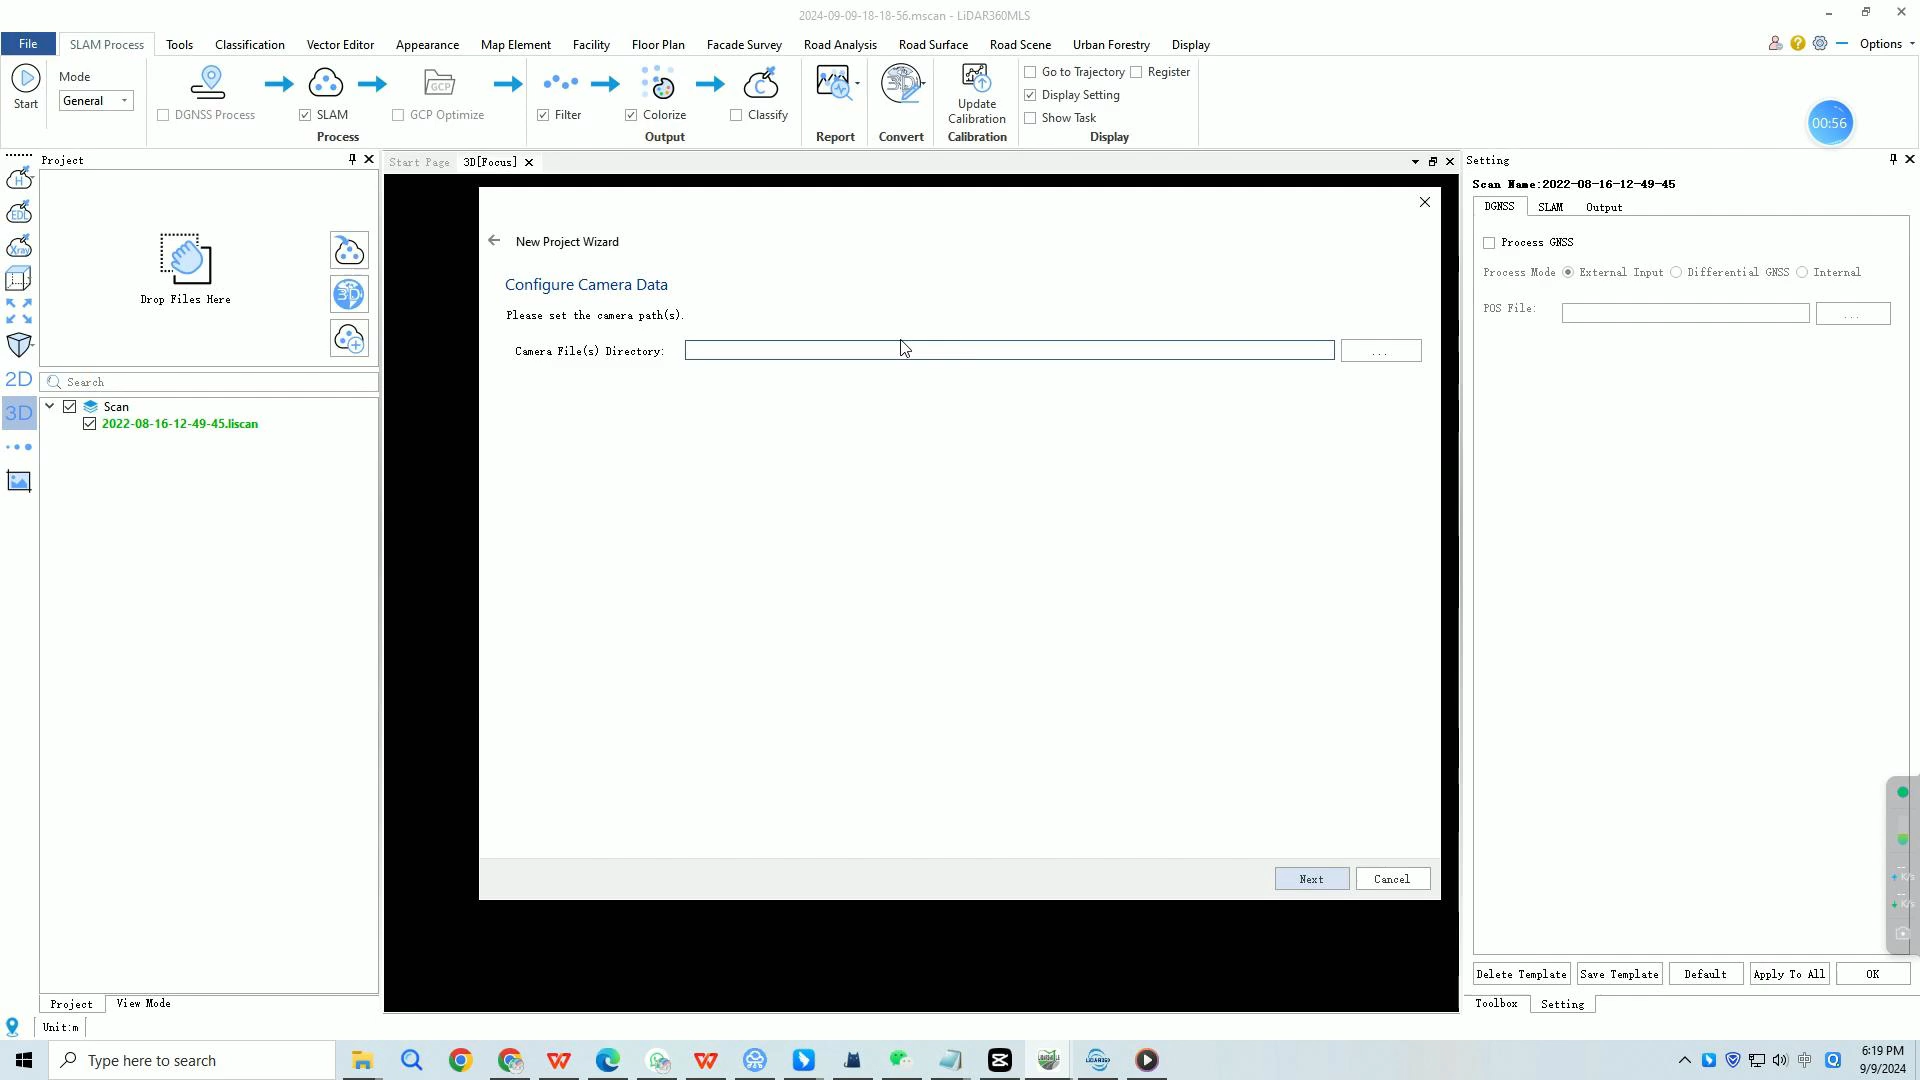 2024-09-09-18-18-56.mscan - LiDAR360MLS
File SLAM Process Tools Classification Vector Editor Appearance Map Element Facility Floor Plan Facade Survey Road Analysis Road Surface Road Scene Urban Forestry Display Options
Mode
General
Start
DGNSS Process SLAM GCP Optimize Filter Colorize Classify
GCP
Process Output Report Convert
Update
Calibration
Calibration
Go to Trajectory Register
Display Setting
Show Task
Display
00:56
Project
Start Page 3D[Focus]
Setting
H
EDL
Xray
2D
3D
Drop Files Here
3D
Search
Scan
2022-08-16-12-49-45.liscan
New Project Wizard
Configure Camera Data
Please set the camera path(s).
Camera File(s) Directory: ...
Next Cancel
Scan Name:2022-08-16-12-49-45
DGNSS SLAM Output
Process GNSS
Process Mode External Input Differential GNSS Internal
POS File: ...
Delete Template Save Template Default Apply To All OK
Project View Mode
Toolbox Setting
Unit:m
K/s
K/s
Type here to search
中
6:19 PM
9/9/2024